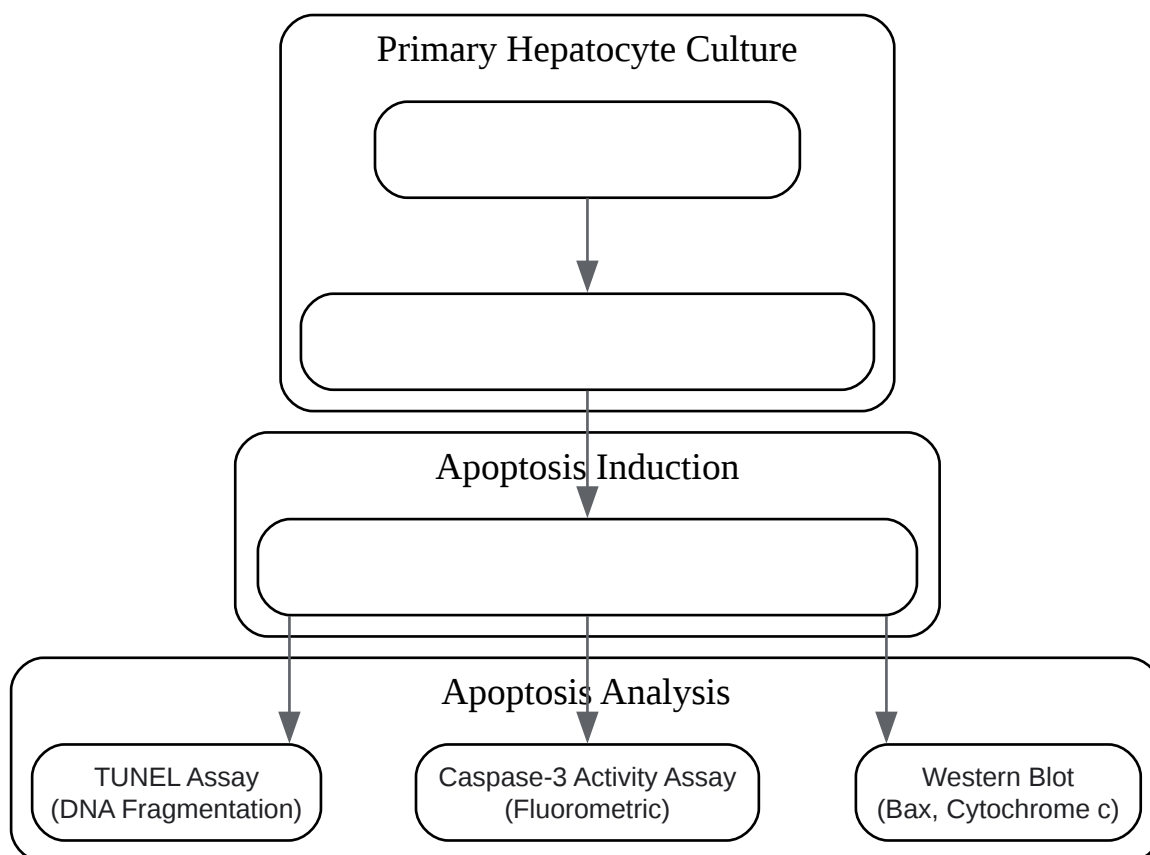 Primary Hepatocyte Culture
Apoptosis Induction
Apoptosis Analysis
TUNEL Assay
(DNA Fragmentation)
Caspase-3 Activity Assay
(Fluorometric)
Western Blot
(Bax, Cytochrome c)